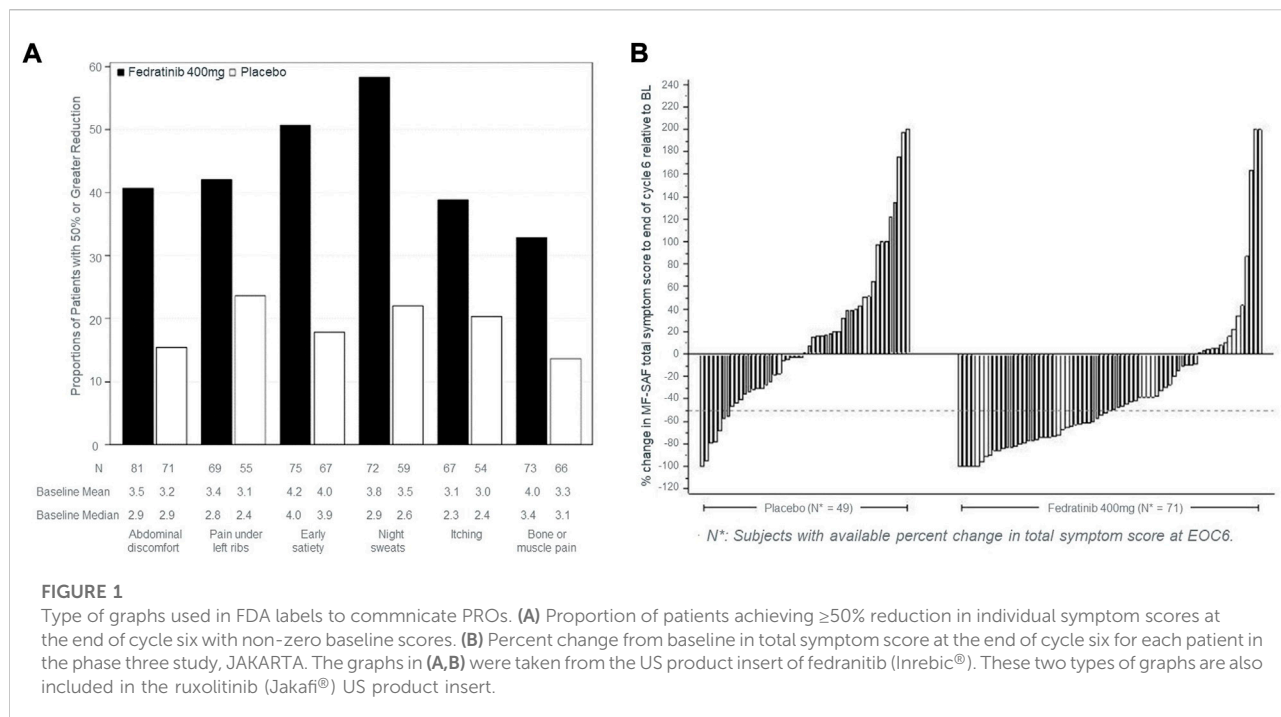 A
Fedratinib 400mg Placebo
Proportions of Patients with 50% or Greater Reduction
60
50
40
30
20
10
0
N 81 71 69 55 75 67 72 59 67 54 73 66
Baseline Mean 3.5 3.2 3.4 3.1 4.2 4.0 3.8 3.5 3.1 3.0 4.0 3.3
Baseline Median 2.9 2.9 2.8 2.4 4.0 3.9 2.9 2.6 2.3 2.4 3.4 3.1
Abdominal discomfort
Pain under left ribs
Early satiety
Night sweats
Itching
Bone or muscle pain
B
% change in MF-SAF total symptom score to end of cycle 6 relative to BL
240
220
200
180
160
140
120
100
80
60
40
20
0
-20
-40
-60
-80
-100
-120
Placebo (N* = 49)
Fedratinib 400mg (N* = 71)
N*: Subjects with available percent change in total symptom score at EOC6.
FIGURE 1
Type of graphs used in FDA labels to commnicate PROs. (A) Proportion of patients achieving ≥50% reduction in individual symptom scores at
the end of cycle six with non-zero baseline scores. (B) Percent change from baseline in total symptom score at the end of cycle six for each patient in
the phase three study, JAKARTA. The graphs in (A,B) were taken from the US product insert of fedranitib (Inrebic®). These two types of graphs are also
included in the ruxolitinib (Jakafi®) US product insert.